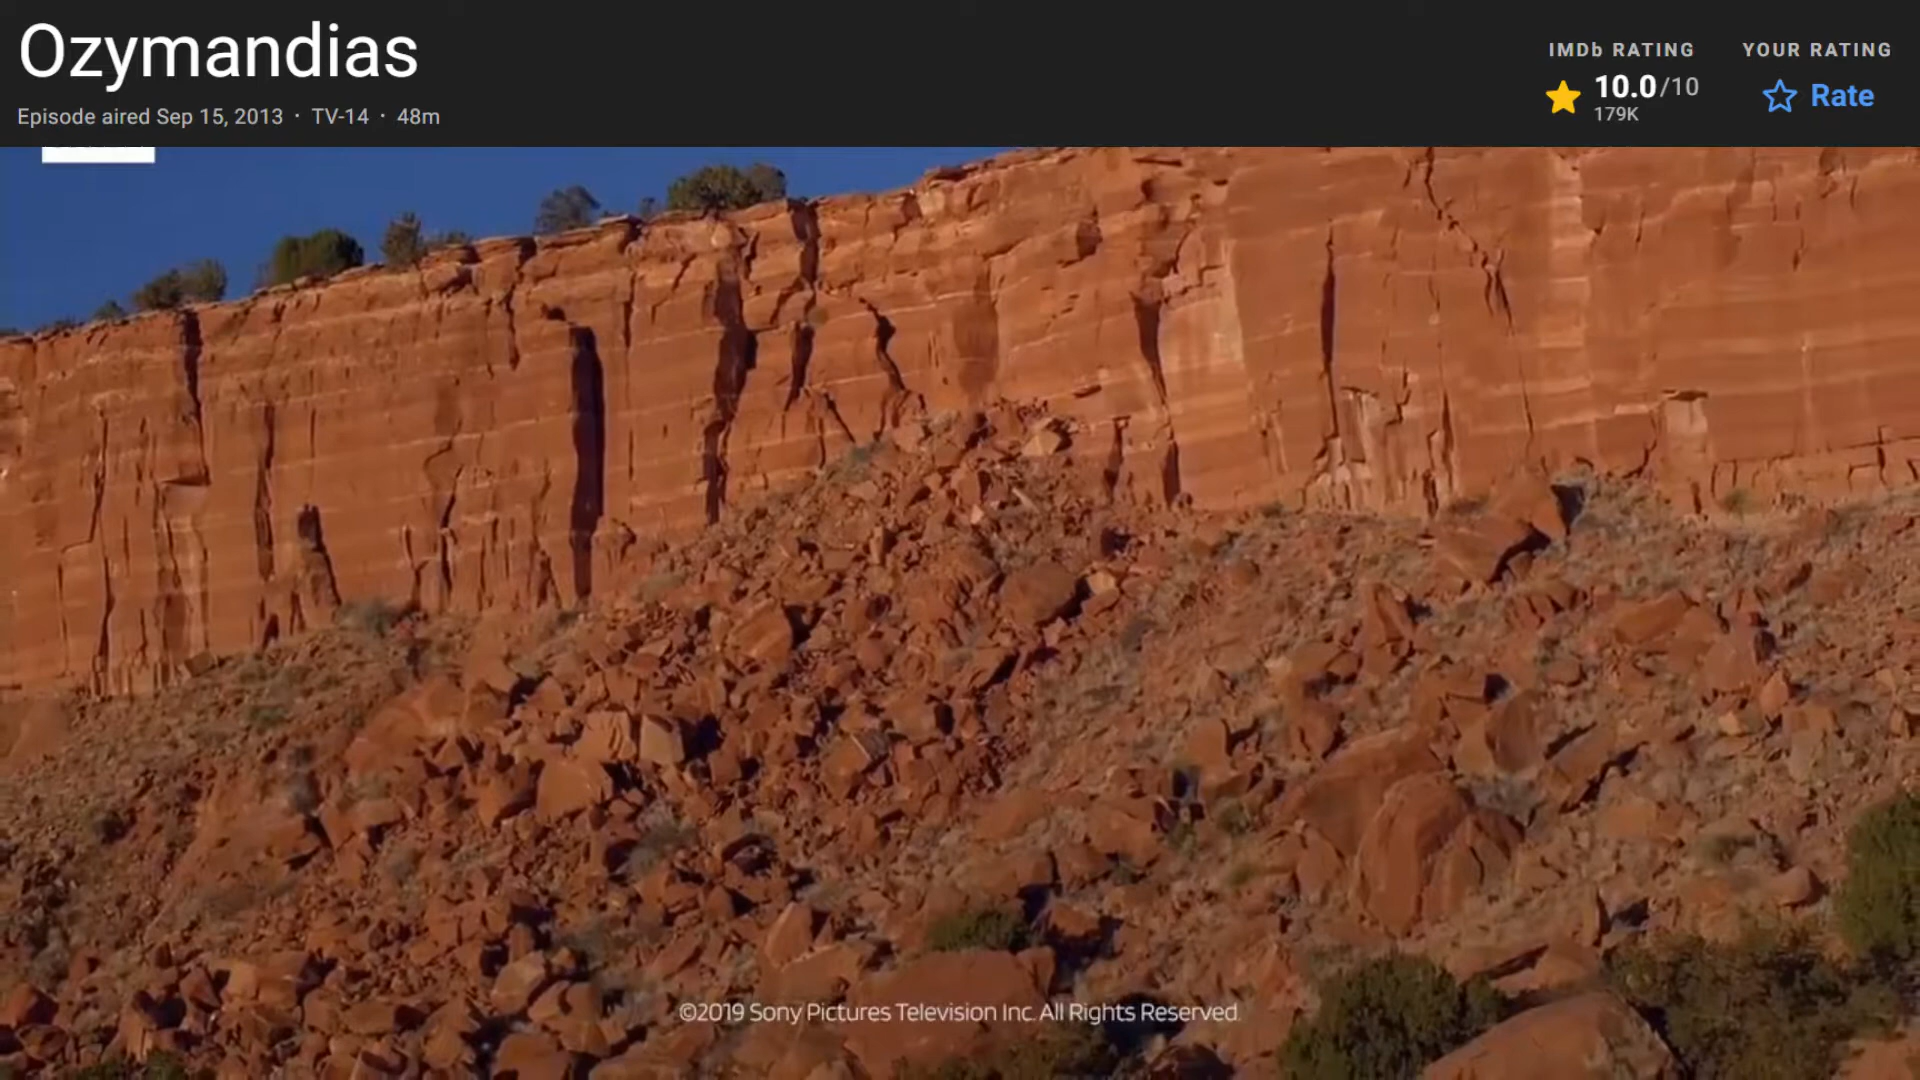 Ozymandias
Episode aired Sep 15, 2013 · TV-14 · 48m
IMDb RATING
10.0/10
179K
YOUR RATING
Rate
©2019 Sony Pictures Television Inc. All Rights Reserved.